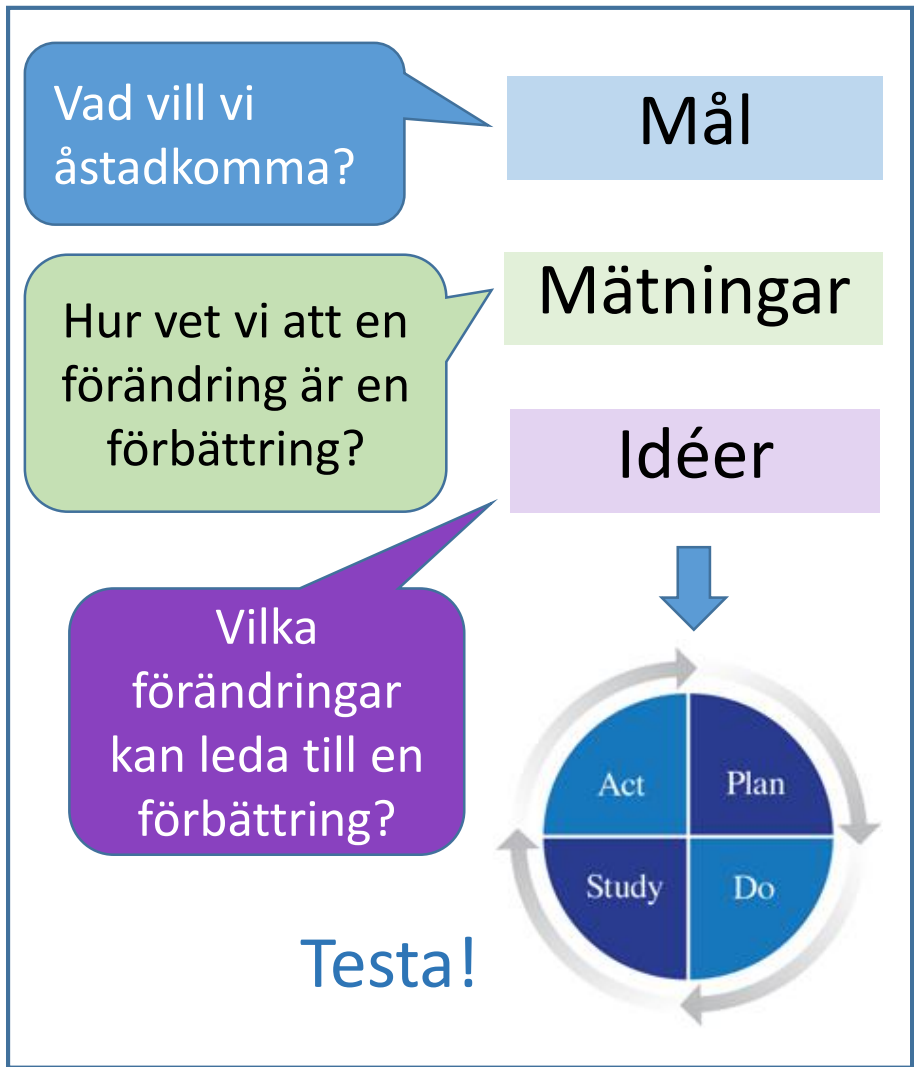 Vad vill vi
åstadkomma?
Mål
Hur vet vi att en
förändring är en
förbättring?
Mätningar
Idéer
Vilka
förändringar
kan leda till en
förbättring?
Act
Plan
Study
Do
Testa!